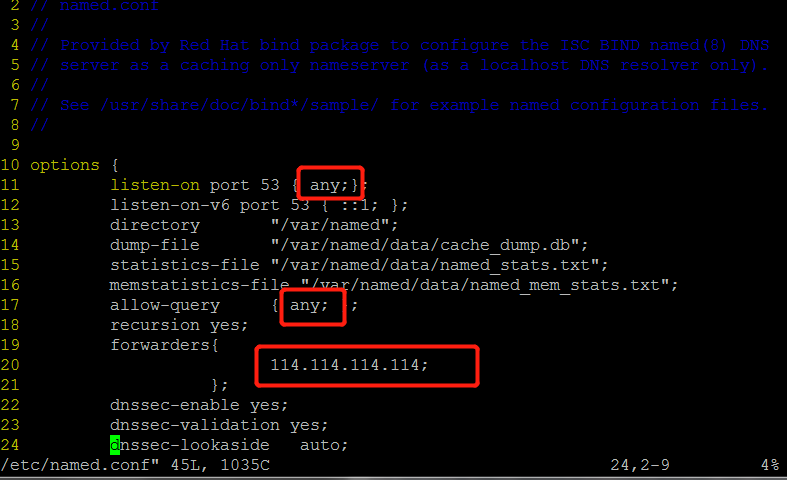 2 // named.conf
3 //
4 // Provided by Red Hat bind package to configure the ISC BIND named(8) DNS
5 // server as a caching only nameserver (as a localhost DNS resolver only).
6 //
7 // See /usr/share/doc/bind*/sample/ for example named configuration files.
8 //
9
10 options {
11 listen-on port 53 { any;};
12 listen-on-v6 port 53 { ::1; };
13 directory "/var/named";
14 dump-file "/var/named/data/cache_dump.db";
15 statistics-file "/var/named/data/named_stats.txt";
16 memstatistics-file "/var/named/data/named_mem_stats.txt";
17 allow-query { any; };
18 recursion yes;
19 forwarders{
20 114.114.114.114;
21 };
22 dnssec-enable yes;
23 dnssec-validation yes;
24 dnssec-lookaside auto;
/etc/named.conf" 45L, 1035C 24,2-9 4%